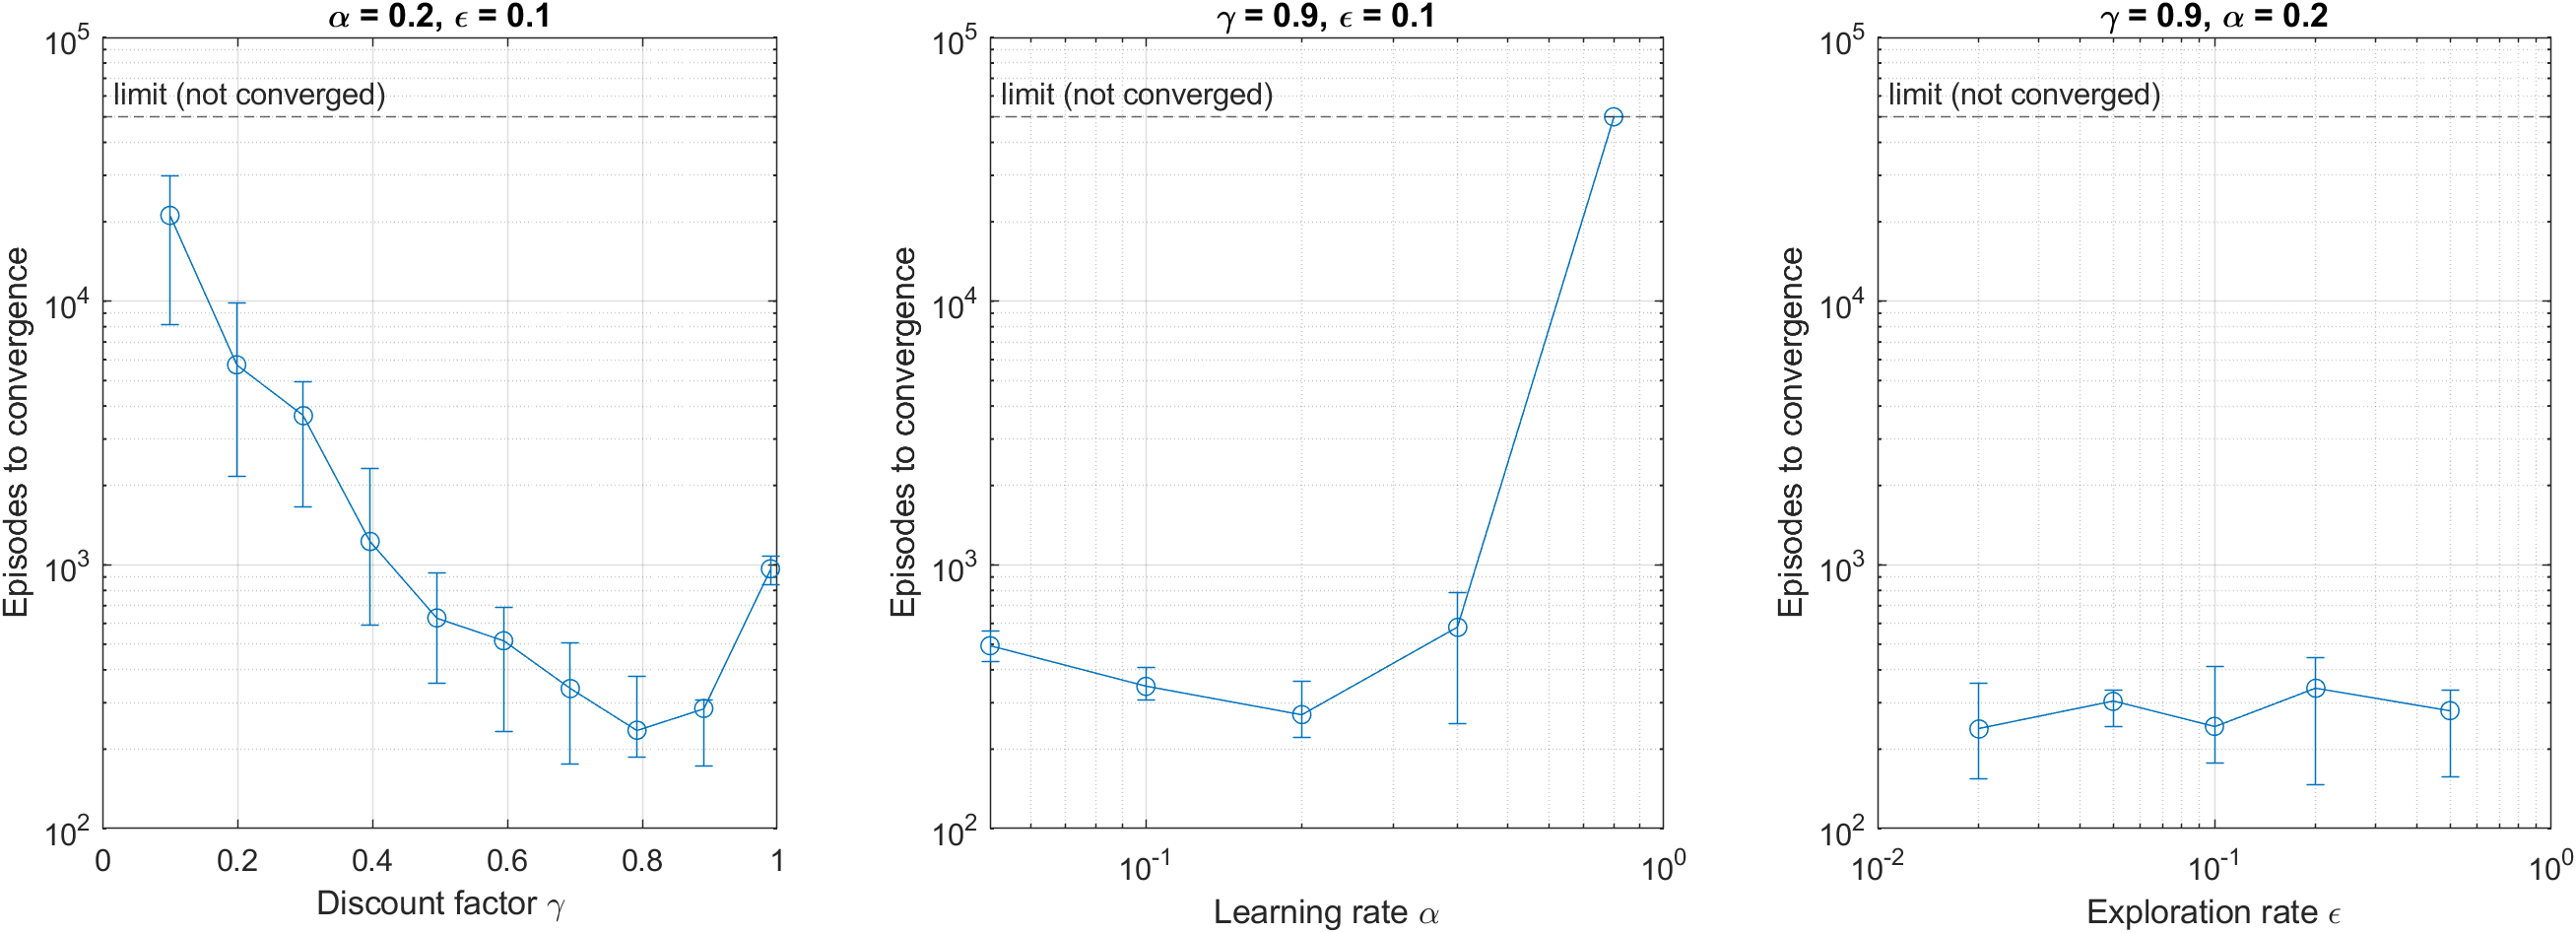 α = 0.2, ϵ = 0.1
10^5
limit (not converged)
10^4
10^3
10^2
Episodes to convergence
0 0.2 0.4 0.6 0.8 1
Discount factor γ
γ = 0.9, ϵ = 0.1
10^5
limit (not converged)
10^4
10^3
10^2
Episodes to convergence
10^-1 10^0
Learning rate α
γ = 0.9, α = 0.2
10^5
limit (not converged)
10^4
10^3
10^2
Episodes to convergence
10^-2 10^-1 10^0
Exploration rate ϵ